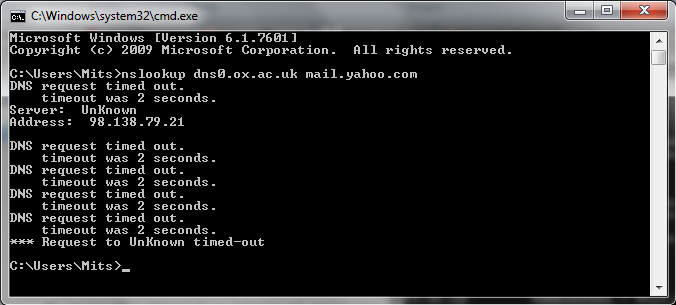 C:\Windows\system32\cmd.exe
Microsoft Windows [Version 6.1.7601]
Copyright (c) 2009 Microsoft Corporation.  All rights reserved.
C:\Users\Mits>nslookup dns0.ox.ac.uk mail.yahoo.com
DNS request timed out.
    timeout was 2 seconds.
Server:  UnKnown
Address:  98.138.79.21
DNS request timed out.
    timeout was 2 seconds.
DNS request timed out.
    timeout was 2 seconds.
DNS request timed out.
    timeout was 2 seconds.
DNS request timed out.
    timeout was 2 seconds.
*** Request to UnKnown timed-out
C:\Users\Mits>_